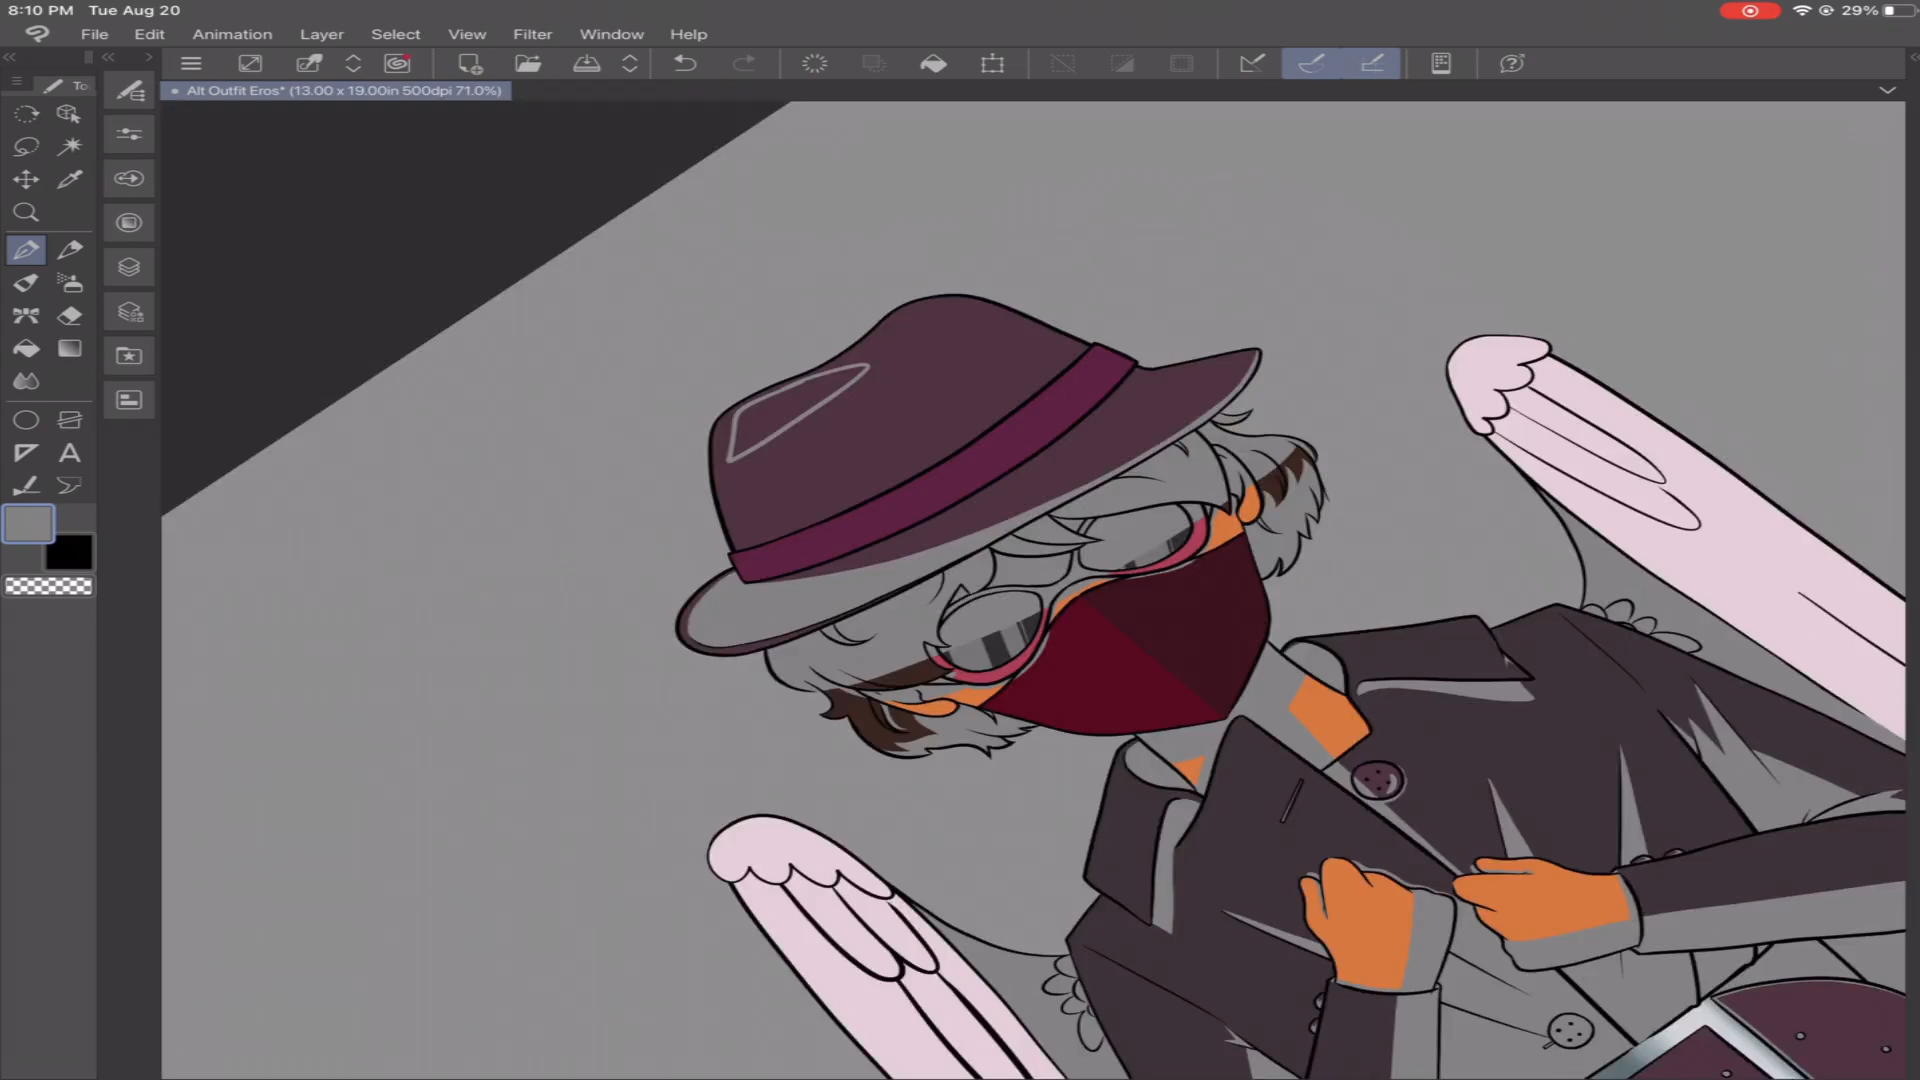 8:10 PM Tue Aug 20
29%
File Edit Animation Layer Select View Filter Window Help
To
Alt Outfit Eros* (13.00 x 19.00in 500dpi 71.0%)
A